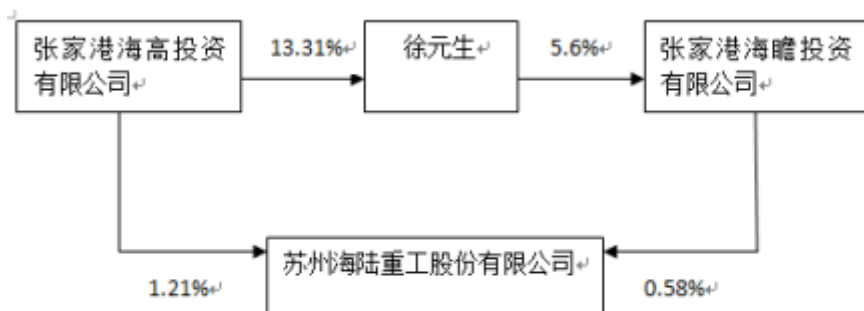 张家港海高投资
有限公司
13.31%
徐元生
5.6%
张家港海瞻投资
有限公司
苏州海陆重工股份有限公司
1.21%
0.58%